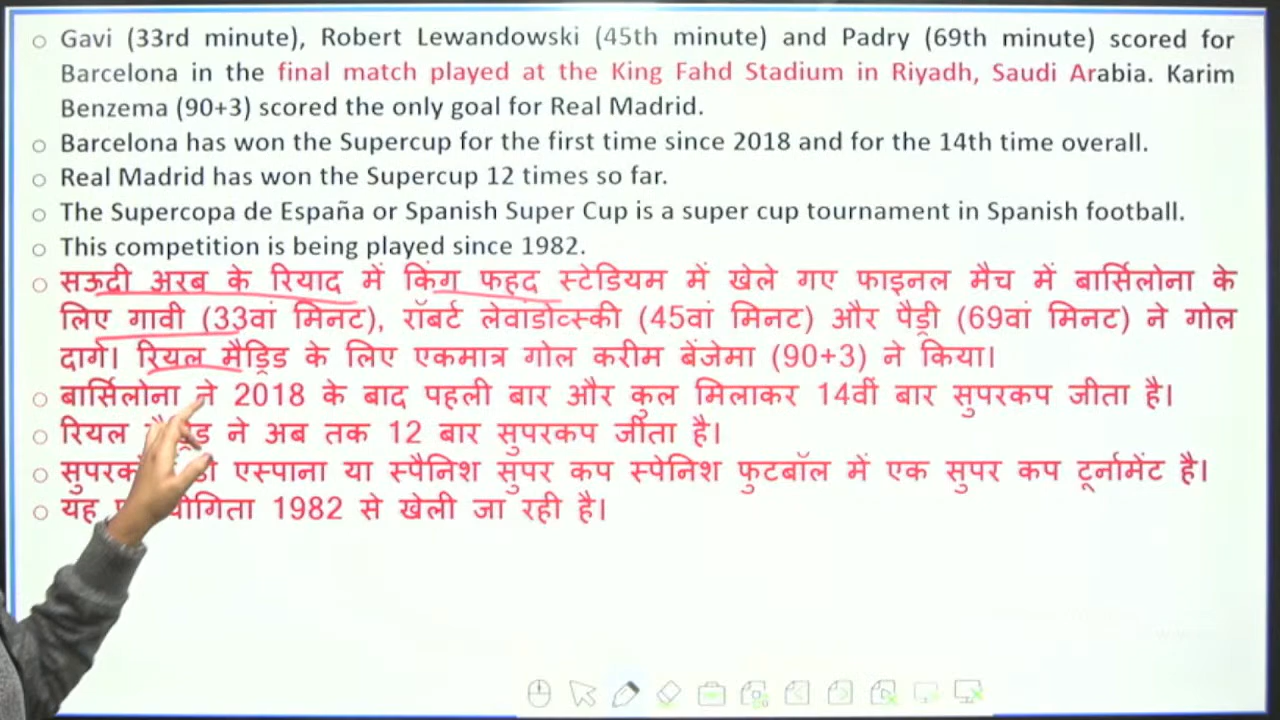 ○ Gavi (33rd minute), Robert Lewandowski (45th minute) and Padry (69th minute) scored for
Barcelona in the final match played at the King Fahd Stadium in Riyadh, Saudi Arabia. Karim
Benzema (90+3) scored the only goal for Real Madrid.
○ Barcelona has won the Supercup for the first time since 2018 and for the 14th time overall.
○ Real Madrid has won the Supercup 12 times so far.
○ The Supercopa de España or Spanish Super Cup is a super cup tournament in Spanish football.
○ This competition is being played since 1982.
○ सऊदी अरब के रियाद में किंग फहद स्टेडियम में खेले गए फाइनल मैच में बार्सिलोना के
लिए गावी (33वां मिनट), रॉबर्ट लेवांडोव्स्की (45वां मिनट) और पैड्री (69वां मिनट) ने गोल
दागे। रियल मैड्रिड के लिए एकमात्र गोल करीम बेंजेमा (90+3) ने किया।
○ बार्सिलोना ने 2018 के बाद पहली बार और कुल मिलाकर 14वीं बार सुपरकप जीता है।
○ रियल ने अब तक 12 बार सुपरकप जीता है।
○ एस्पाना या स्पैनिश सुपर कप स्पेनिश फुटबॉल में एक सुपर कप टूर्नामेंट है।
○ यह 1982 से खेली जा रही है।